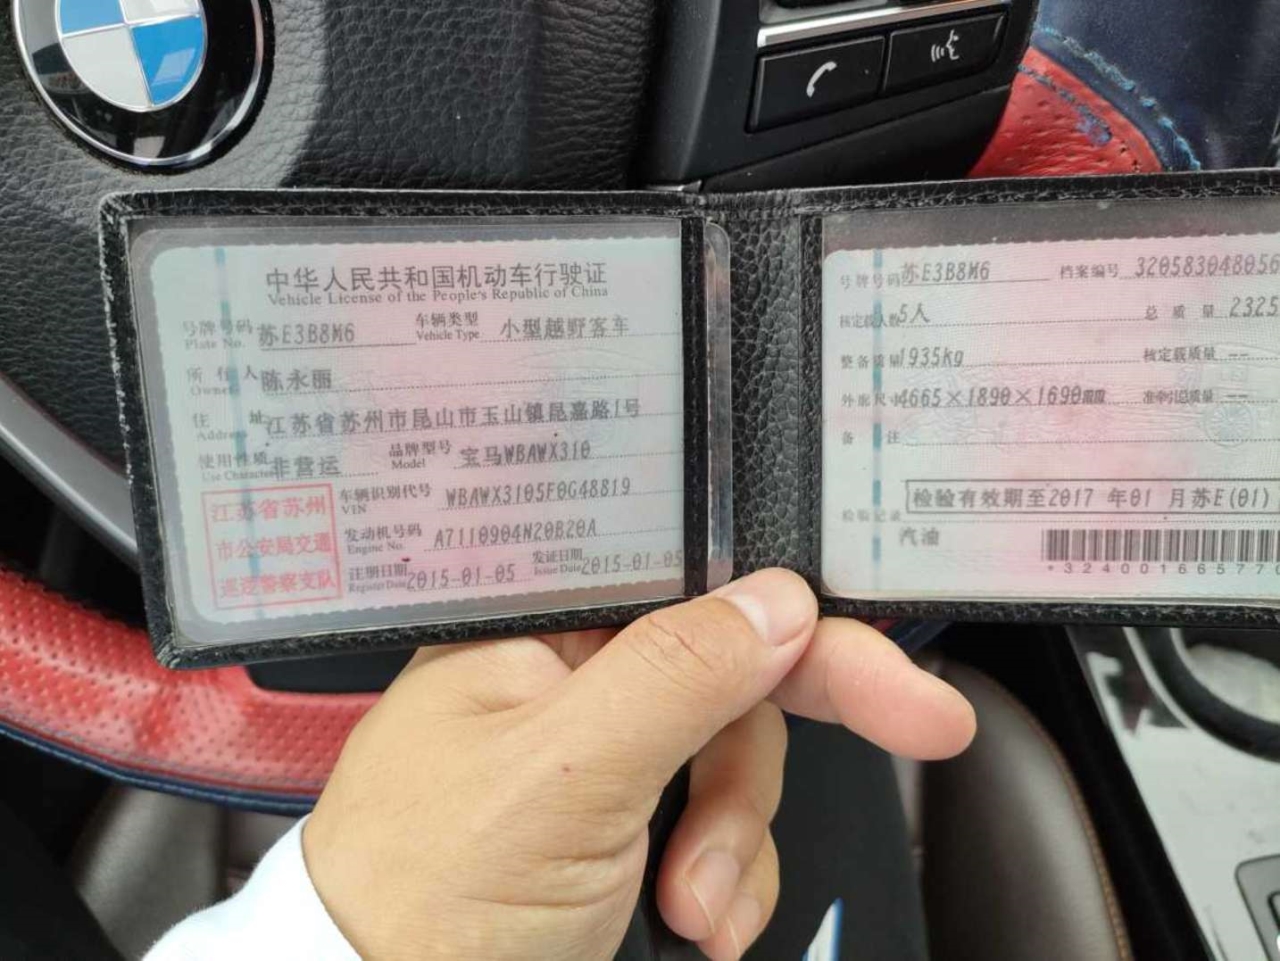 中华人民共和国机动车行驶证
Vehicle License of the People's Republic of China
号牌号码 苏E3B8M6 车辆类型 小型越野客车
Plate No. Vehicle Type
所有人 陈永丽
Owner
住址 江苏省苏州市昆山市玉山镇昆嘉路1号
Address
使用性质 非营运 品牌型号 宝马WBAWX310
Use Character Model
江苏省苏州
市公安局交通
巡逻警察支队
车辆识别代号 WBAWX3105F0G48819
VIN
发动机号码 A7110904N20B20A
Engine No.
注册日期 2015-01-05 发证日期 2015-01-05
Register Date Issue Date
号牌号码 苏E3B8M6 档案编号 320583048056
核定载人数 5人 总质量 2325
整备质量 1935kg 核定载质量 --
外廓尺寸 4665×1890×1690mm 准牵引总质量 --
备注
检验有效期至2017 年01 月苏E(01)
检验记录
汽油
*324001665770